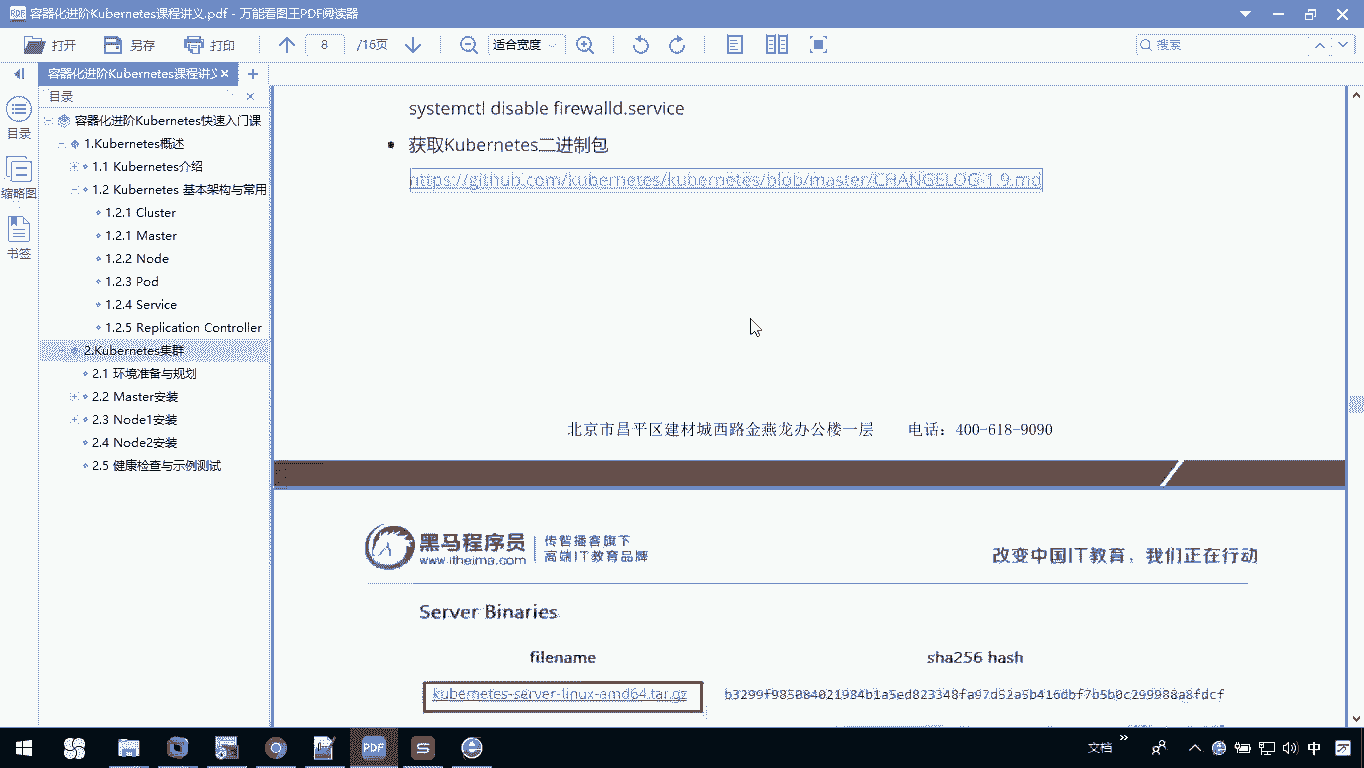 容器化进阶Kubernetes课程讲义.pdf - 万能看图王PDF阅读器
打开 另存 打印 8 /16页 适合宽度 搜索
容器化进阶Kubernetes课程讲义
目录
目录
缩略图
书签
容器化进阶Kubernetes快速入门课
1.Kubernetes概述
1.1 Kubernetes介绍
1.2 Kubernetes 基本架构与常用
1.2.1 Cluster
1.2.1 Master
1.2.2 Node
1.2.3 Pod
1.2.4 Service
1.2.5 Replication Controller
2.Kubernetes集群
2.1 环境准备与规划
2.2 Master安装
2.3 Node1安装
2.4 Node2安装
2.5 健康检查与示例测试
systemctl disable firewalld.service
获取Kubernetes二进制包
https://github.com/kubernetes/kubernetes/blob/master/CHANGELOG-1.9.md
北京市昌平区建材城西路金燕龙办公楼一层 电话：400-618-9090
黑马程序员
www.itheima.com
传智播客旗下
高端IT教育品牌
改变中国IT教育，我们正在行动
Server Binaries
filename sha256 hash
kubernetes-server-linux-amd64.tar.gz b3299f985084021984b1a5ed823348fa97d52a5b416dbf7b5b0c299988a8fdcf
PDF
文档
中